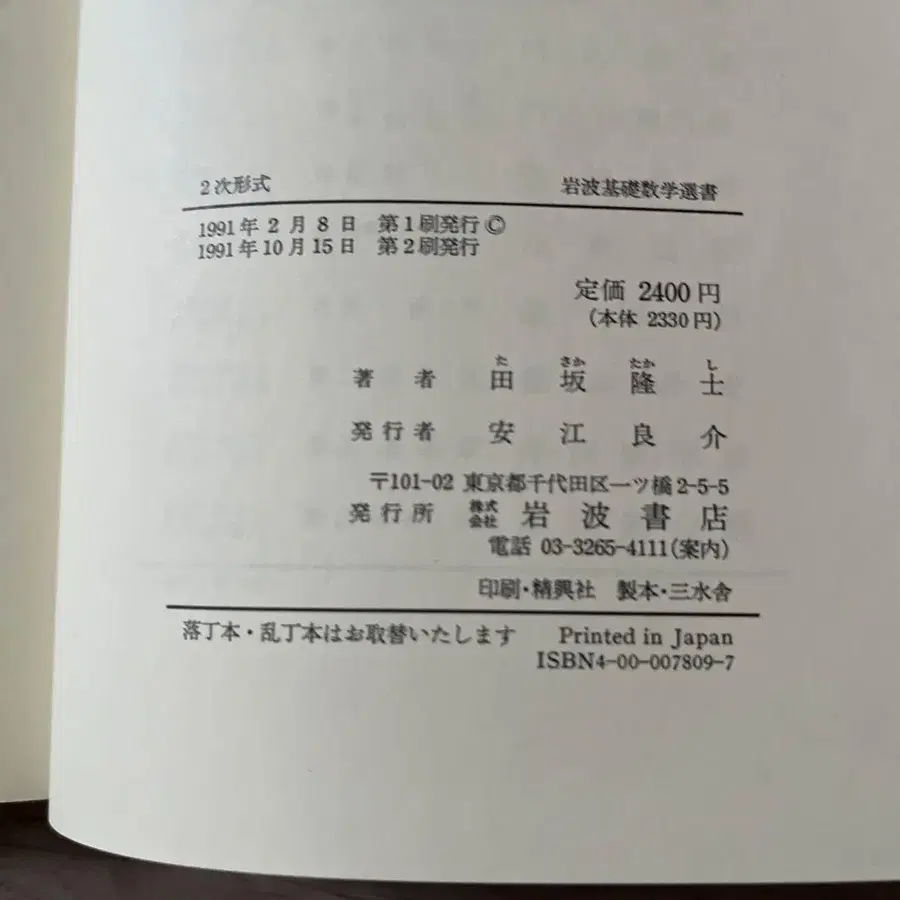 2次形式 岩波基礎数学選書
1991年2月8日 第1刷発行©
1991年10月15日 第2刷発行
定価 2400円
(本体 2330円)
た さか たか し
著者 田坂隆士
発行者 安江良介
〒101-02 東京都千代田区一ツ橋2-5-5
発行所 株式会社 岩波書店
電話 03-3265-4111(案内)
印刷・精興社 製本・三水舎
落丁本・乱丁本はお取替いたします Printed in Japan
ISBN4-00-007809-7